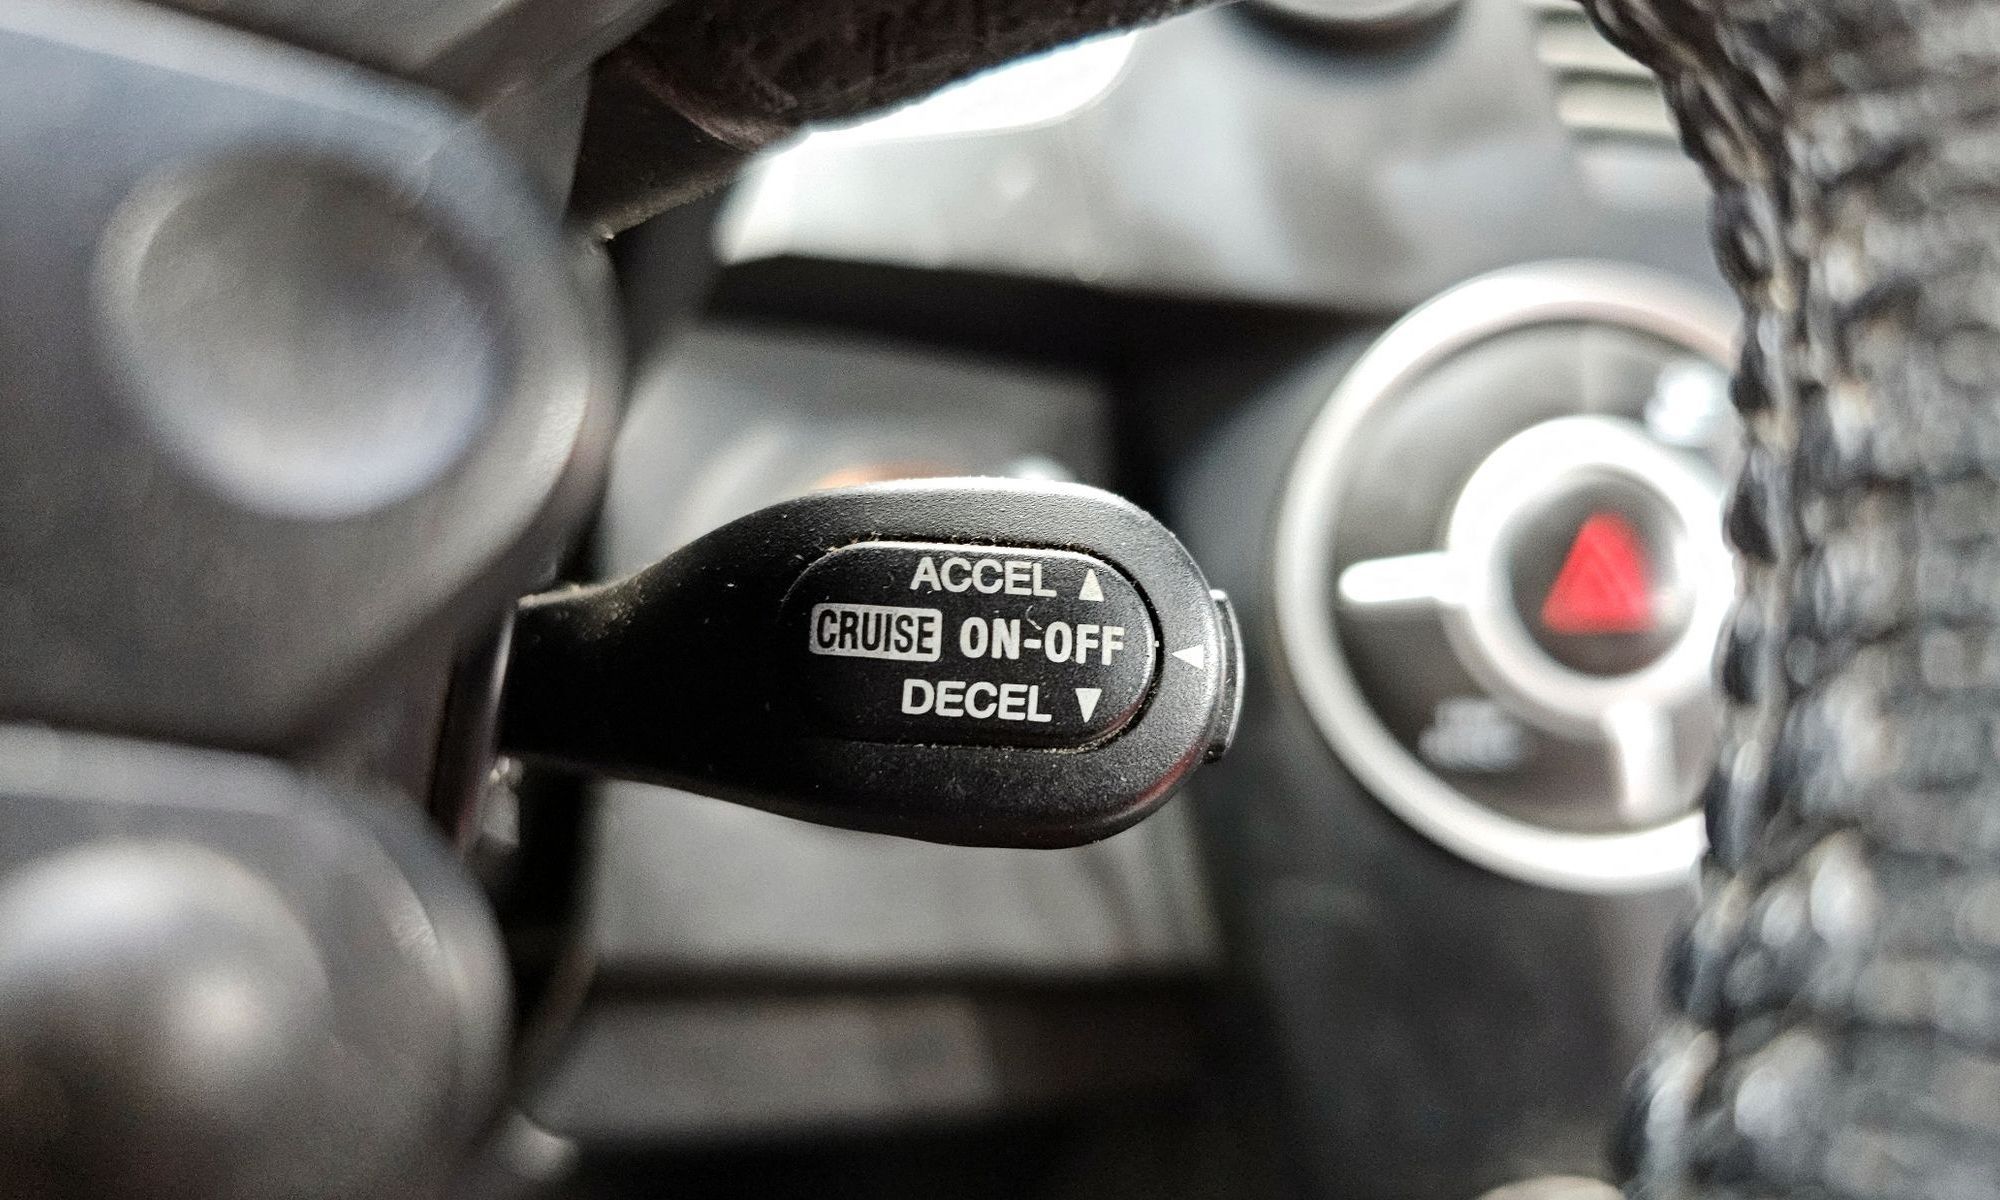 ACCEL ▲
CRUISE ON-OFF ◀
DECEL ▼